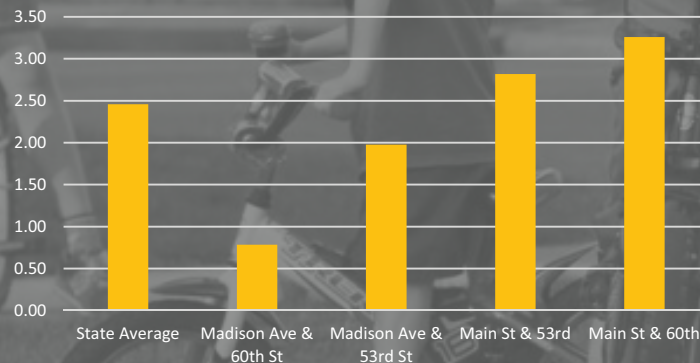 3.50
3.00
2.50
2.00
1.50
1.00
0.50
0.00
State Average
Madison Ave &
60th St
Madison Ave &
53rd St
Main St & 53rd
Main St & 60th